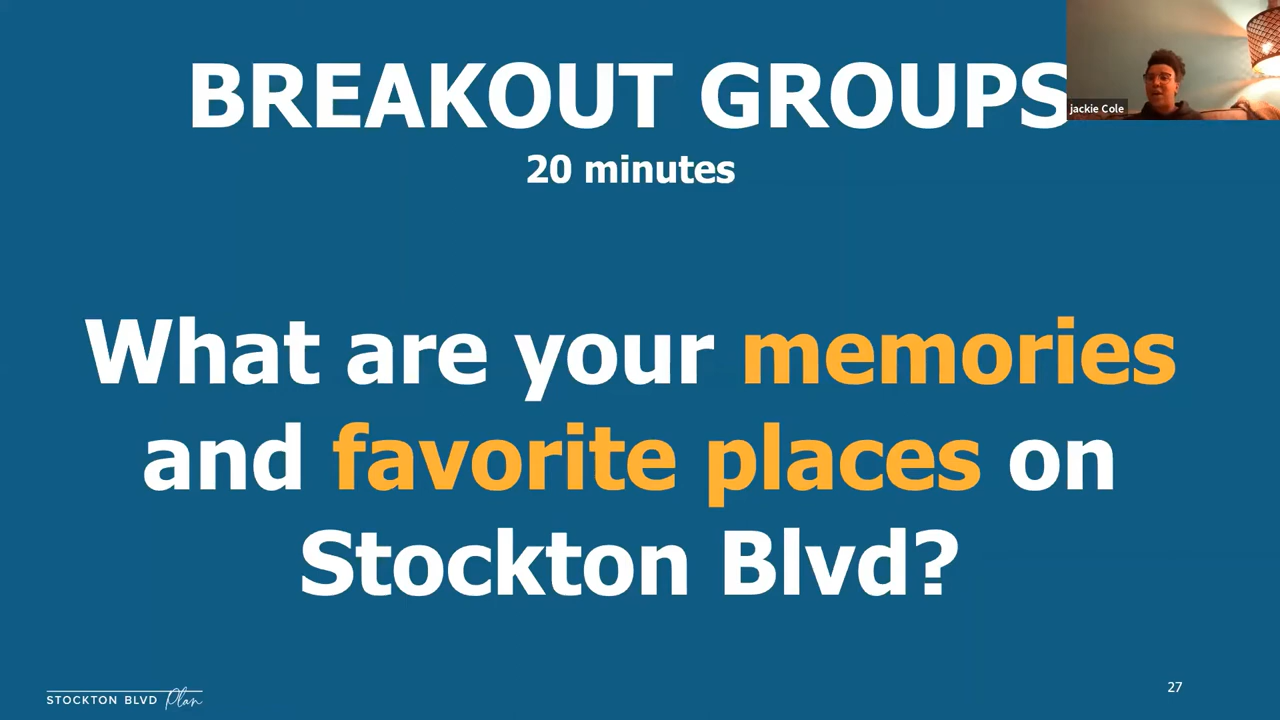 BREAKOUT GROUPS
jackie Cole
20 minutes
What are your memories
and favorite places on
Stockton Blvd?
STOCKTON BLVD Plan
27